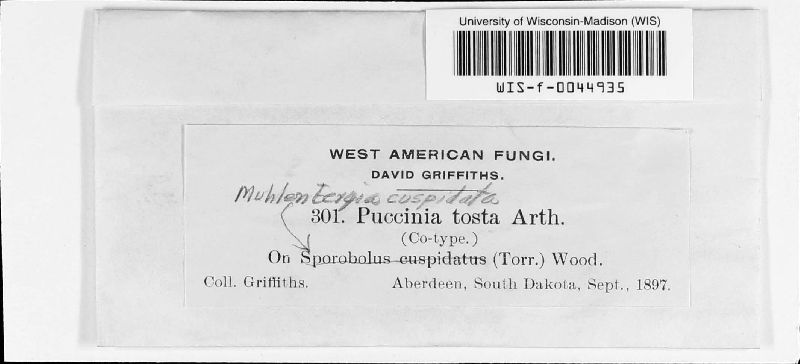 University of Wisconsin-Madison (WIS)
WIS-f-0044935
WEST AMERICAN FUNGI.
DAVID GRIFFITHS.
Muhlenbergia cuspidata
301. Puccinia tosta Arth.
(Co-type.)
On Sporobolus cuspidatus (Torr.) Wood.
Coll. Griffiths. Aberdeen, South Dakota, Sept., 1897.